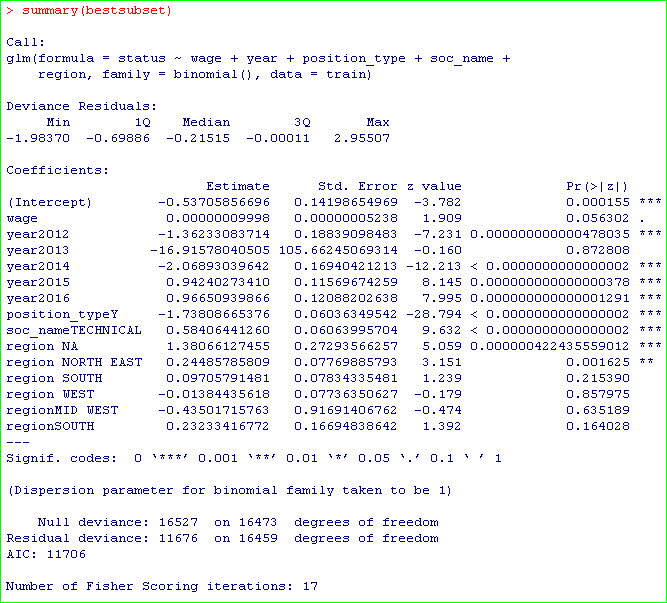 > summary(bestsubset)
Call:
glm(formula = status ~ wage + year + position_type + soc_name +
    region, family = binomial(), data = train)
Deviance Residuals:
     Min       1Q   Median       3Q      Max
-1.98370 -0.69886 -0.21515 -0.00011  2.95507
Coefficients:
                         Estimate      Std. Error z value             Pr(>|z|)
(Intercept)        -0.53705856696   0.14198654969  -3.782             0.000155 ***
wage                0.00000009998   0.00000005238   1.909             0.056302 .
year2012           -1.36233083714   0.18839098483  -7.231 0.000000000000478035 ***
year2013          -16.91578040505 105.66245069314  -0.160             0.872808
year2014           -2.06893039642   0.16940421213 -12.213 < 0.0000000000000002 ***
year2015            0.94240273410   0.11569674259   8.145 0.000000000000000378 ***
year2016            0.96650939866   0.12088202638   7.995 0.000000000000001291 ***
position_typeY     -1.73808665376   0.06036349542 -28.794 < 0.0000000000000002 ***
soc_nameTECHNICAL   0.58406441260   0.06063995704   9.632 < 0.0000000000000002 ***
region NA           1.38066127455   0.27293566257   5.059 0.000000422435559012 ***
region NORTH EAST   0.24485785809   0.07769885793   3.151             0.001625 **
region SOUTH        0.09705791481   0.07834335481   1.239             0.215390
region WEST        -0.01384435618   0.07736350627  -0.179             0.857975
regionMID WEST     -0.43501715763   0.91691406762  -0.474             0.635189
regionSOUTH         0.23233416772   0.16694838642   1.392             0.164028
---
Signif. codes:  0 ‘***’ 0.001 ‘**’ 0.01 ‘*’ 0.05 ‘.’ 0.1 ‘ ’ 1
(Dispersion parameter for binomial family taken to be 1)
    Null deviance: 16527  on 16473  degrees of freedom
Residual deviance: 11676  on 16459  degrees of freedom
AIC: 11706
Number of Fisher Scoring iterations: 17